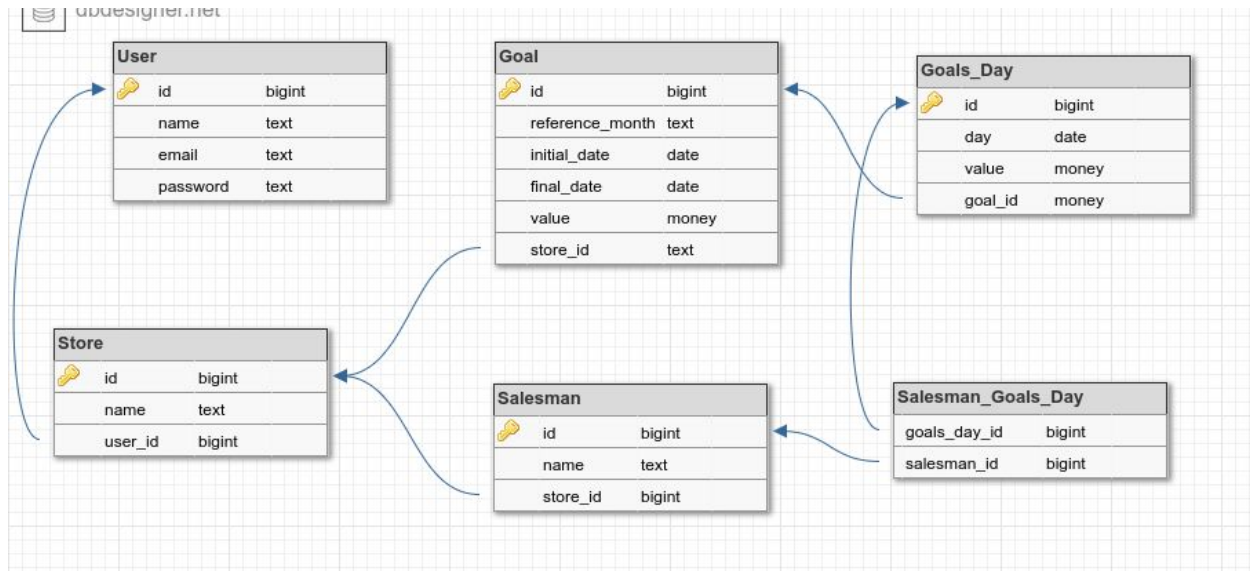 dbdesigner.net
User
id bigint
name text
email text
password text
Goal
id bigint
reference_month text
initial_date date
final_date date
value money
store_id text
Goals_Day
id bigint
day date
value money
goal_id money
Store
id bigint
name text
user_id bigint
Salesman
id bigint
name text
store_id bigint
Salesman_Goals_Day
goals_day_id bigint
salesman_id bigint